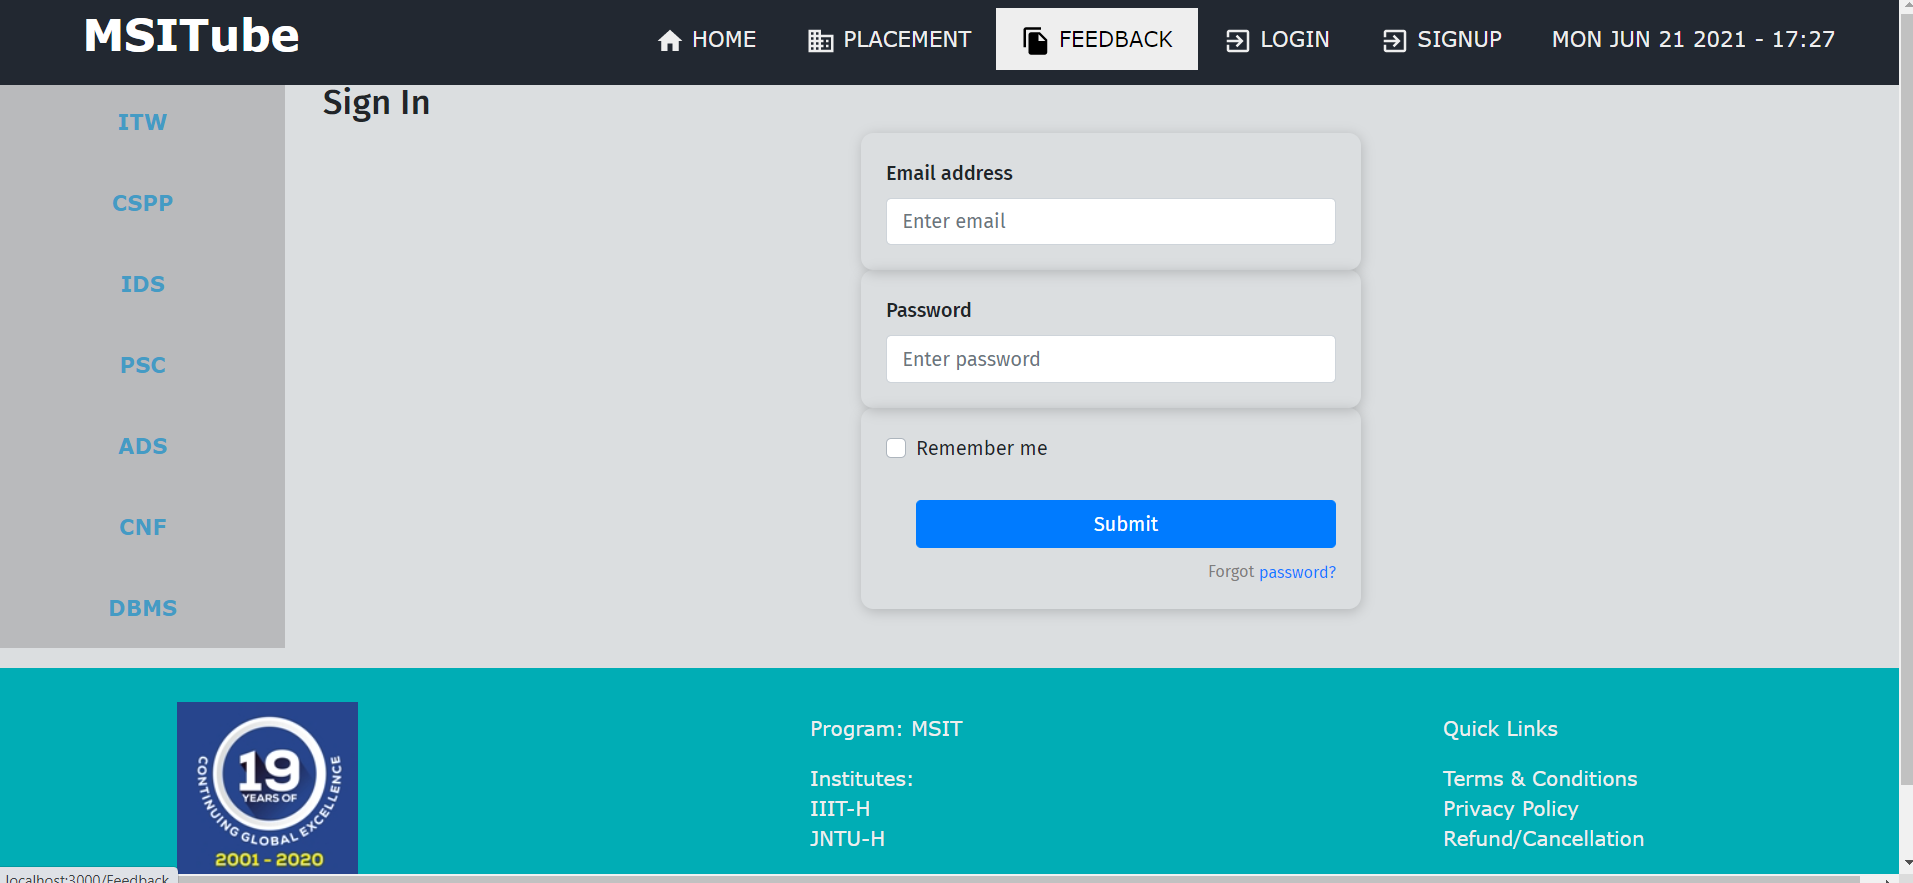 MSITube
HOME
PLACEMENT
FEEDBACK
LOGIN
SIGNUP
MON JUN 21 2021 - 17:27
ITW
CSPP
IDS
PSC
ADS
CNF
DBMS
Sign In
Email address
Enter email
Password
Enter password
Remember me
Submit
Forgot password?
19
YEARS OF
CONTINUING GLOBAL EXCELLENCE
2001 - 2020
Program: MSIT
Institutes:
IIIT-H
JNTU-H
Quick Links
Terms & Conditions
Privacy Policy
Refund/Cancellation
localhost:3000/Feedback